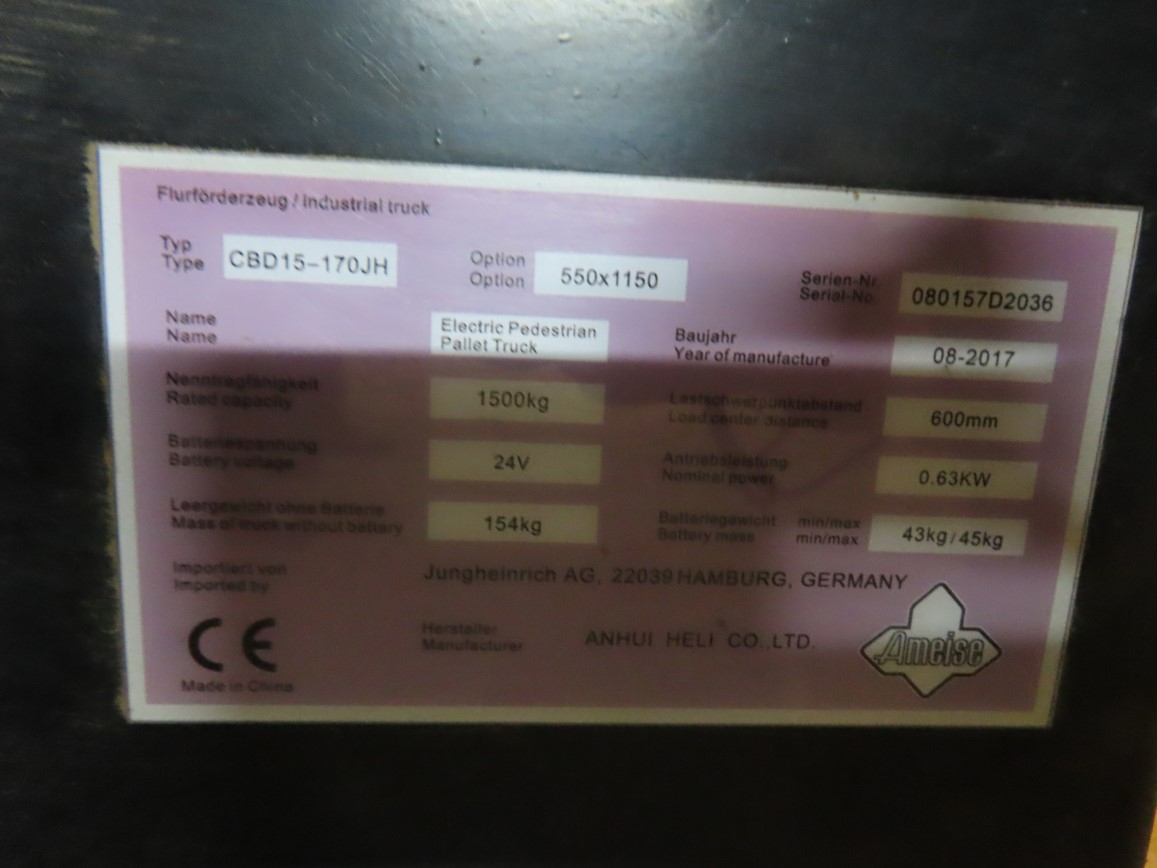 Flurförderzeug / Industrial truck
Typ
Type
CBD15-170JH
Option
Option
550x1150
Serien-Nr.
Serial-No.
080157D2036
Name
Name
Electric Pedestrian
Pallet Truck
Baujahr
Year of manufacture
08-2017
Nenntragfähigkeit
Rated capacity
1500kg
Lastschwerpunktabstand
Load center distance
600mm
Batteriespannung
Battery voltage
24V
Antriebsleistung
Nominal power
0.63KW
Leergewicht ohne Batterie
Mass of truck without battery
154kg
Batteriegewicht min/max
Battery mass min/max
43kg/45kg
Importiert von
Imported by
Jungheinrich AG, 22039 HAMBURG, GERMANY
CE
Hersteller
Manufacturer
ANHUI HELI CO.,LTD.
Ameise
Made in China